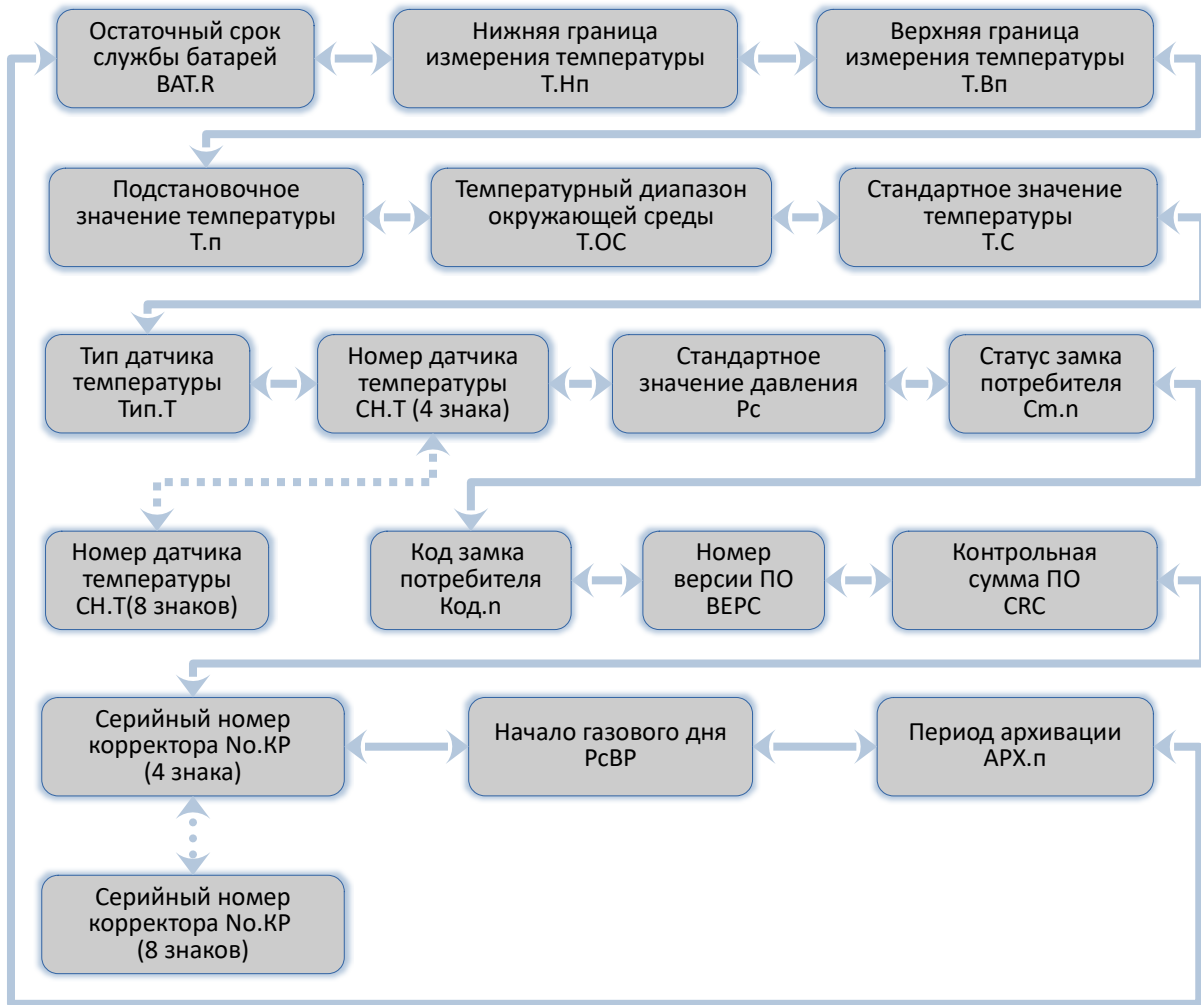 Остаточный срок
службы батарей
BAT.R
Нижняя граница
измерения температуры
Т.Нп
Верхняя граница
измерения температуры
Т.Вп
Подстановочное
значение температуры
Т.п
Температурный диапазон
окружающей среды
Т.ОС
Стандартное значение
температуры
Т.С
Тип датчика
температуры
Тип.Т
Номер датчика
температуры
СН.Т (4 знака)
Стандартное
значение давления
Рс
Статус замка
потребителя
Cm.n
Номер датчика
температуры
СН.Т(8 знаков)
Код замка
потребителя
Код.n
Номер
версии ПО
ВЕРС
Контрольная
сумма ПО
CRC
Серийный номер
корректора No.КР
(4 знака)
Начало газового дня
РсВР
Период архивации
АРХ.п
Серийный номер
корректора No.КР
(8 знаков)